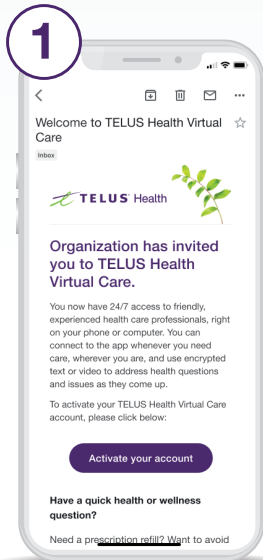 1
Welcome to TELUS Health Virtual
Care
Inbox
TELUS Health
Organization has invited
you to TELUS Health
Virtual Care.
You now have 24/7 access to friendly,
experienced health care professionals, right
on your phone or computer. You can
connect to the app whenever you need
care, wherever you are, and use encrypted
text or video to address health questions
and issues as they come up.
To activate your TELUS Health Virtual Care
account, please click below:
Activate your account
Have a quick health or wellness
question?
Need a prescription refill? Want to avoid